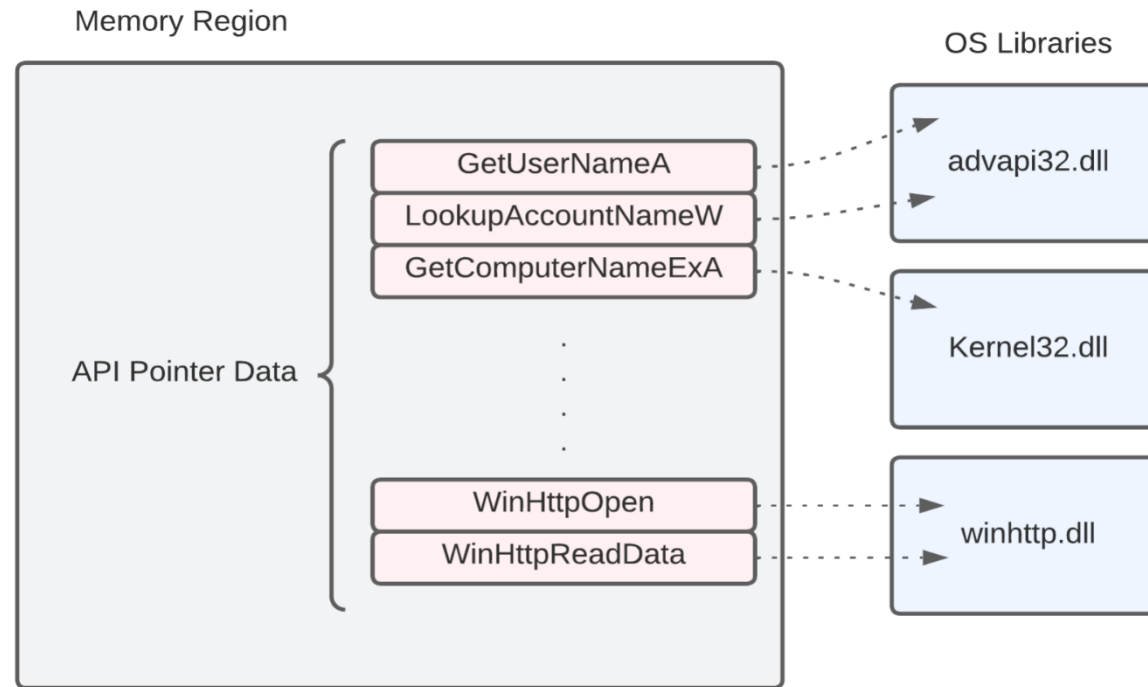 Memory Region
OS Libraries
GetUserNameA
LookupAccountNameW
GetComputerNameExA
advapi32.dll
API Pointer Data
.
.
.
.
Kernel32.dll
WinHttpOpen
WinHttpReadData
winhttp.dll